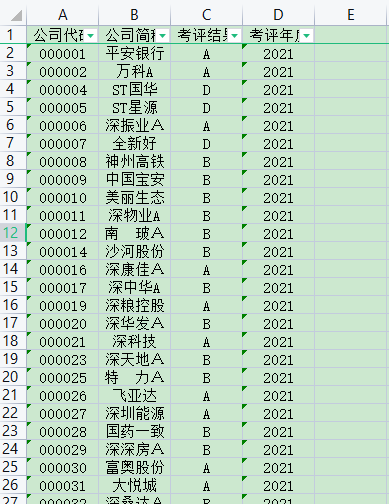 A B C D E
1 公司代 公司简称 考评结果 考评年
2 000001 平安银行 A 2021
3 000002 万科A A 2021
4 000004 ST国华 D 2021
5 000005 ST星源 D 2021
6 000006 深振业A A 2021
7 000007 全新好 D 2021
8 000008 神州高铁 B 2021
9 000009 中国宝安 B 2021
10 000010 美丽生态 B 2021
11 000011 深物业A B 2021
12 000012 南 玻A B 2021
13 000014 沙河股份 B 2021
14 000016 深康佳A A 2021
15 000017 深中华A B 2021
16 000019 深粮控股 A 2021
17 000020 深华发A B 2021
18 000021 深科技 A 2021
19 000023 深天地A B 2021
20 000025 特 力A B 2021
21 000026 飞亚达 A 2021
22 000027 深圳能源 A 2021
23 000028 国药一致 B 2021
24 000029 深深房A B 2021
25 000030 富奥股份 A 2021
26 000031 大悦城 A 2021